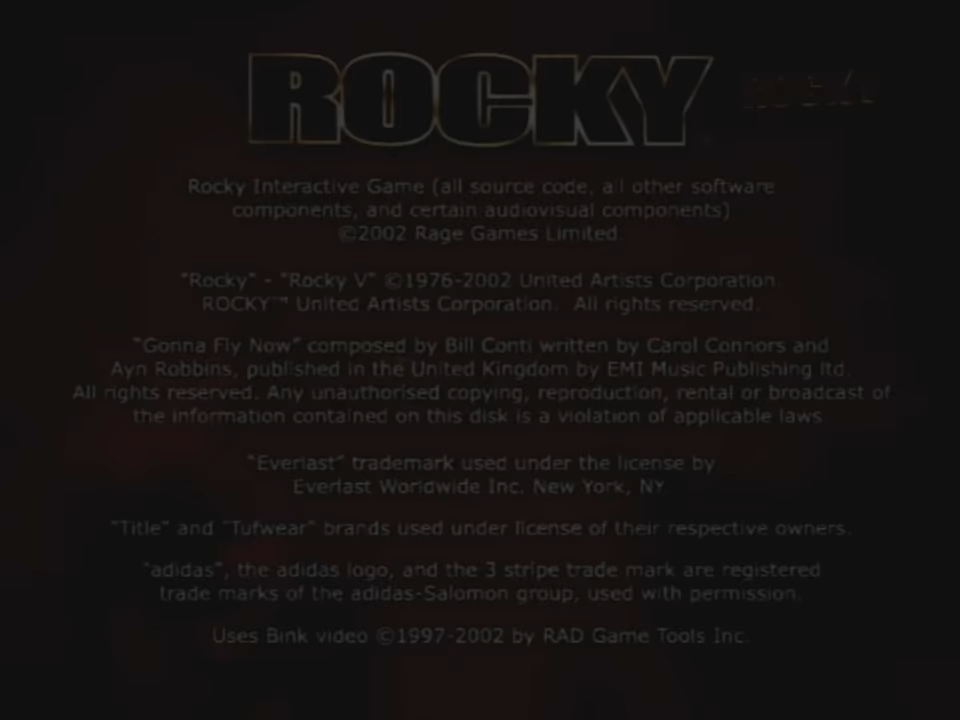 ROCKY
ROCKY
Rocky Interactive Game (all source code, all other software
components, and certain audiovisual components)
©2002 Rage Games Limited
"Rocky" - "Rocky V" ©1976-2002 United Artists Corporation.
ROCKY™ United Artists Corporation. All rights reserved.
"Gonna Fly Now" composed by Bill Conti written by Carol Connors and
Ayn Robbins, published in the United Kingdom by EMI Music Publishing ltd.
All rights reserved. Any unauthorised copying, reproduction, rental or broadcast of
the information contained on this disk is a violation of applicable laws.
"Everlast" trademark used under the license by
Everlast Worldwide Inc. New York, NY.
"Title" and "Tufwear" brands used under license of their respective owners.
"adidas", the adidas logo, and the 3 stripe trade mark are registered
trade marks of the adidas-Salomon group, used with permission.
Uses Bink video ©1997-2002 by RAD Game Tools Inc.